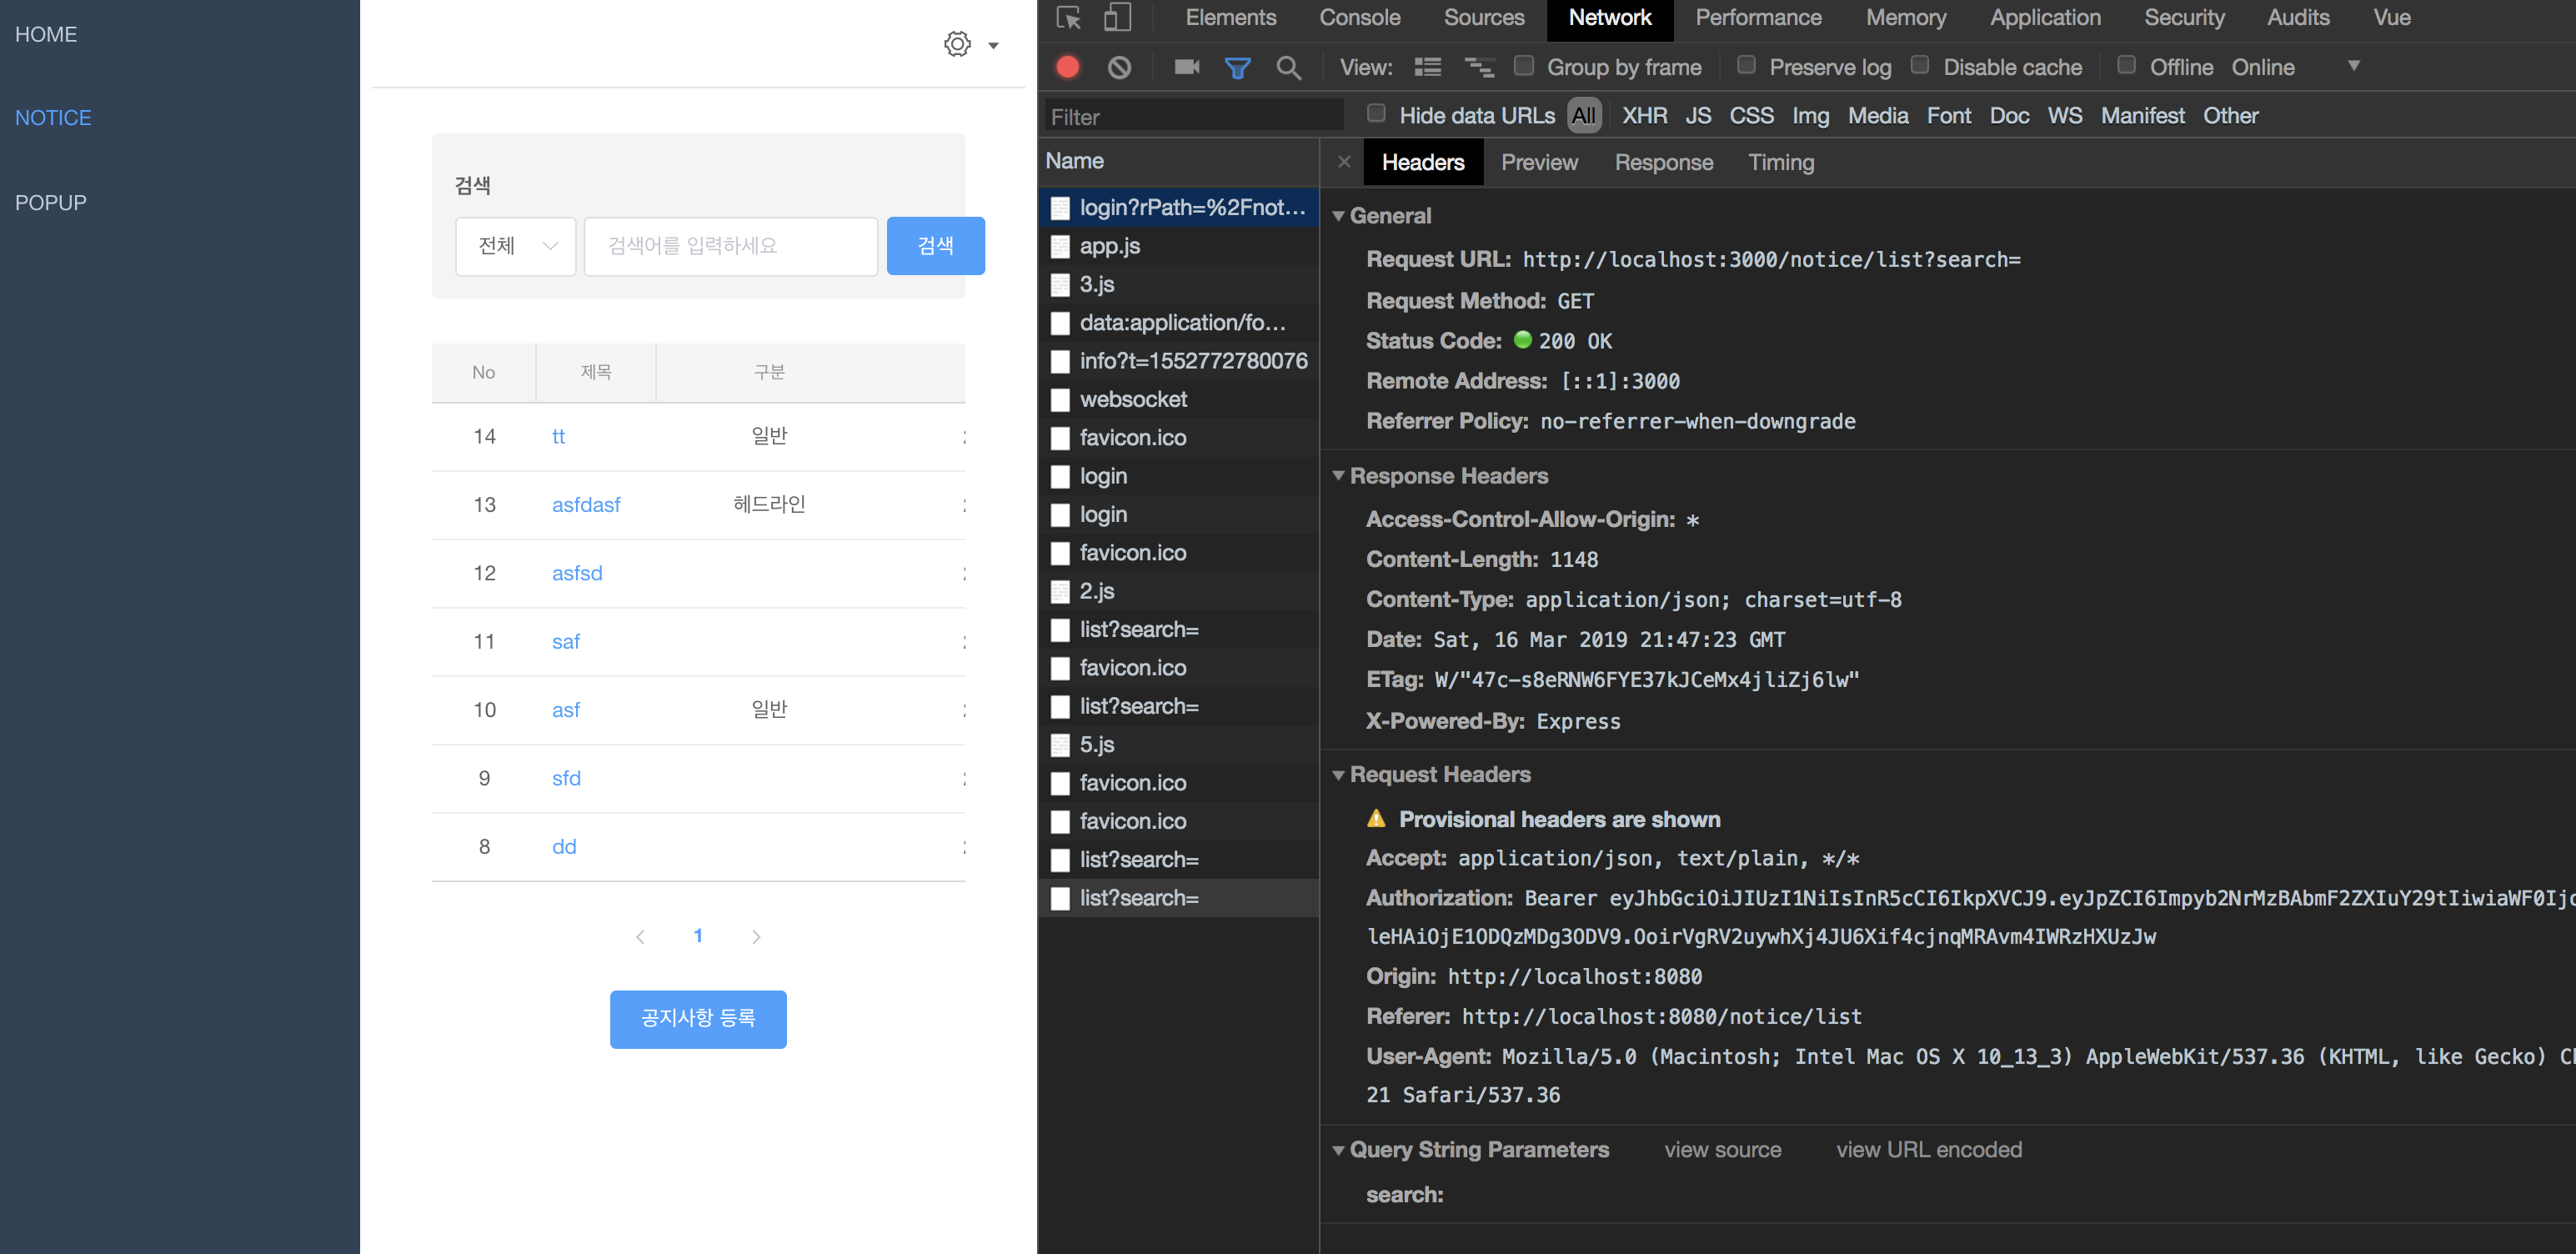 HOME
NOTICE
POPUP
검색
전체
검색어를 입력하세요
검색
No 제목 구분
14 tt 일반
13 asfdasf 헤드라인
12 asfsd
11 saf
10 asf 일반
9 sfd
8 dd
1
공지사항 등록
Elements Console Sources Network Performance Memory Application Security Audits Vue
View: Group by frame Preserve log Disable cache Offline Online
Filter Hide data URLs All XHR JS CSS Img Media Font Doc WS Manifest Other
Name
login?rPath=%2Fnot...
app.js
3.js
data:application/fo...
info?t=1552772780076
websocket
favicon.ico
login
login
favicon.ico
2.js
list?search=
favicon.ico
list?search=
5.js
favicon.ico
favicon.ico
list?search=
list?search=
Headers Preview Response Timing
General
Request URL: http://localhost:3000/notice/list?search=
Request Method: GET
Status Code: 200 OK
Remote Address: [::1]:3000
Referrer Policy: no-referrer-when-downgrade
Response Headers
Access-Control-Allow-Origin: *
Content-Length: 1148
Content-Type: application/json; charset=utf-8
Date: Sat, 16 Mar 2019 21:47:23 GMT
ETag: W/"47c-s8eRNW6FYE37kJCeMx4jliZj6lw"
X-Powered-By: Express
Request Headers
Provisional headers are shown
Accept: application/json, text/plain, */*
Authorization: Bearer eyJhbGciOiJIUzI1NiIsInR5cCI6IkpXVCJ9.eyJpZCI6Impyb2NrMzBAbmF2ZXIuY29tIiwiaWF0Ijo
leHAiOjE1ODQzMDg3ODV9.OoirVgRV2uywhXj4JU6Xif4cjnqMRAvm4IWRzHXUzJw
Origin: http://localhost:8080
Referer: http://localhost:8080/notice/list
User-Agent: Mozilla/5.0 (Macintosh; Intel Mac OS X 10_13_3) AppleWebKit/537.36 (KHTML, like Gecko)
21 Safari/537.36
Query String Parameters view source view URL encoded
search: